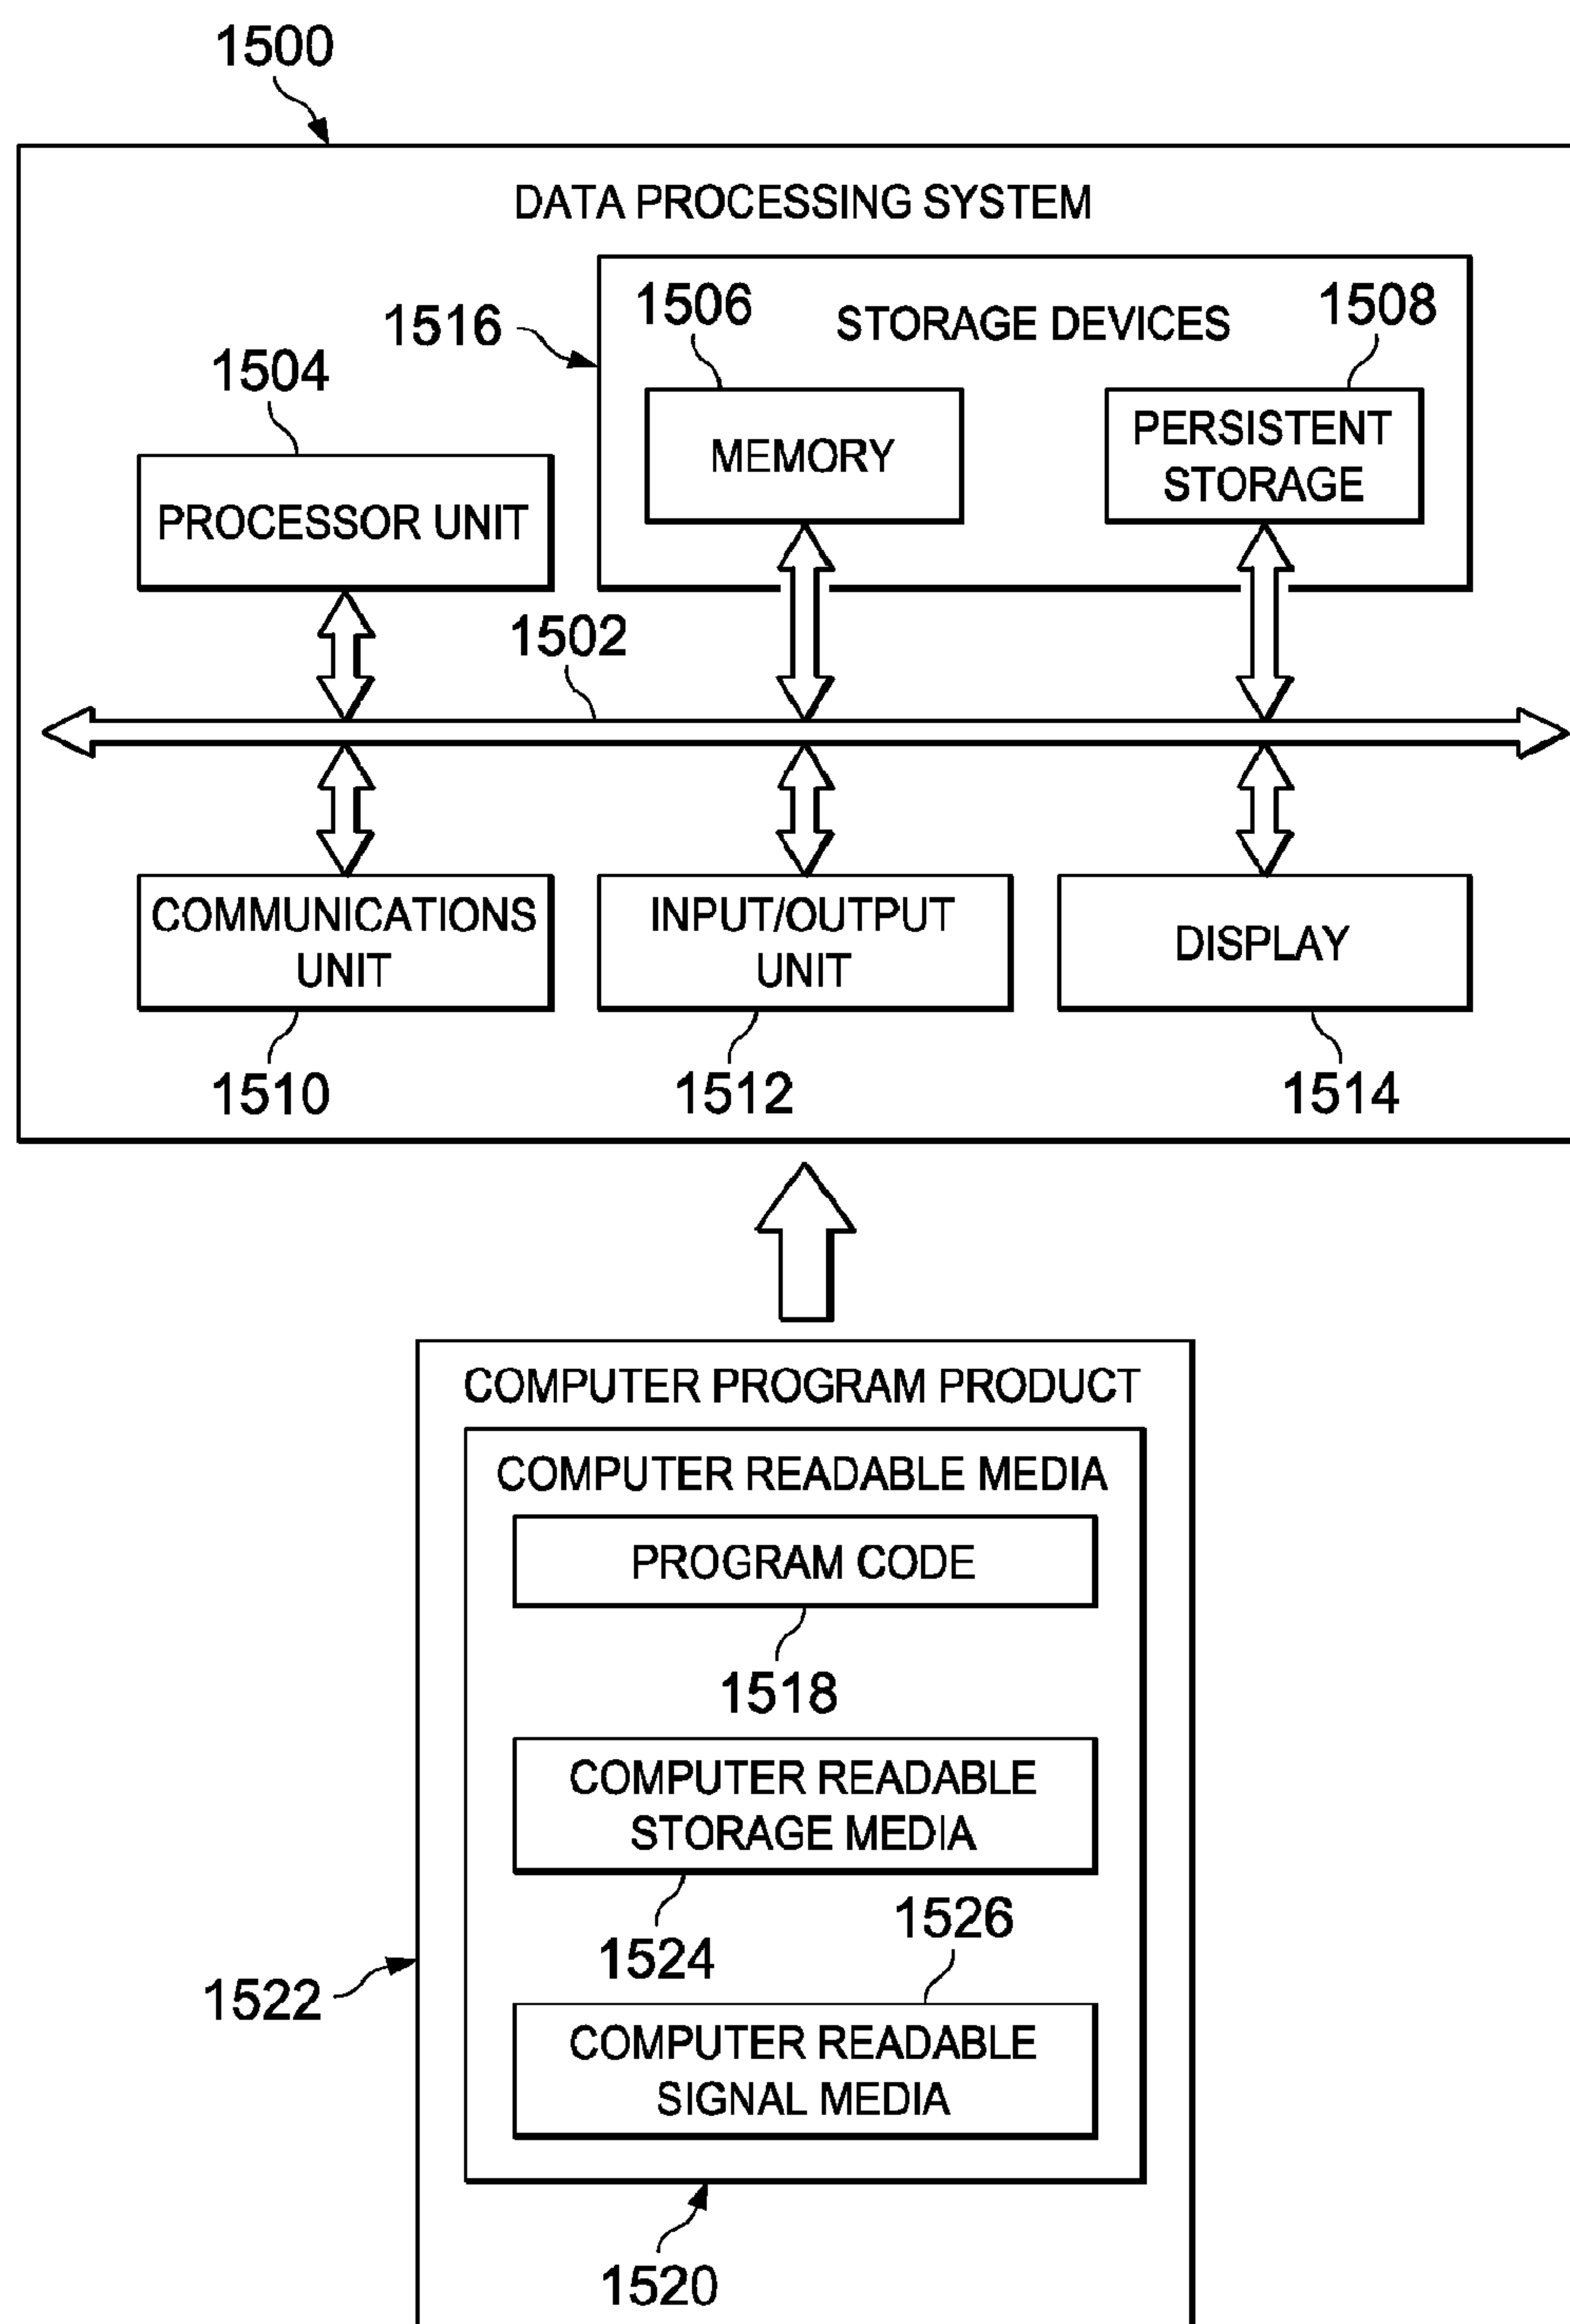 1500
DATA PROCESSING SYSTEM
1516
1506
STORAGE DEVICES
1508
1504
MEMORY
PERSISTENT
STORAGE
PROCESSOR UNIT
1502
COMMUNICATIONS
UNIT
INPUT/OUTPUT
UNIT
DISPLAY
1510
1512
1514
COMPUTER PROGRAM PRODUCT
COMPUTER READABLE MEDIA
PROGRAM CODE
1518
COMPUTER READABLE
STORAGE MEDIA
1524
1526
1522
COMPUTER READABLE
SIGNAL MEDIA
1520